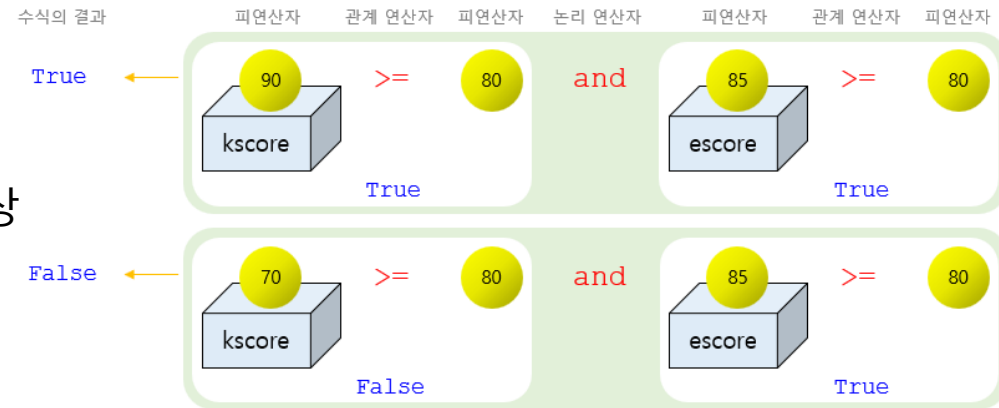 수식의 결과 피연산자 관계 연산자 피연산자 논리 연산자 피연산자 관계 연산자 피연산자
True 90 >= 80 and 85 >= 80
kscore escore
True True
상
False 70 >= 80 and 85 >= 80
kscore escore
False True